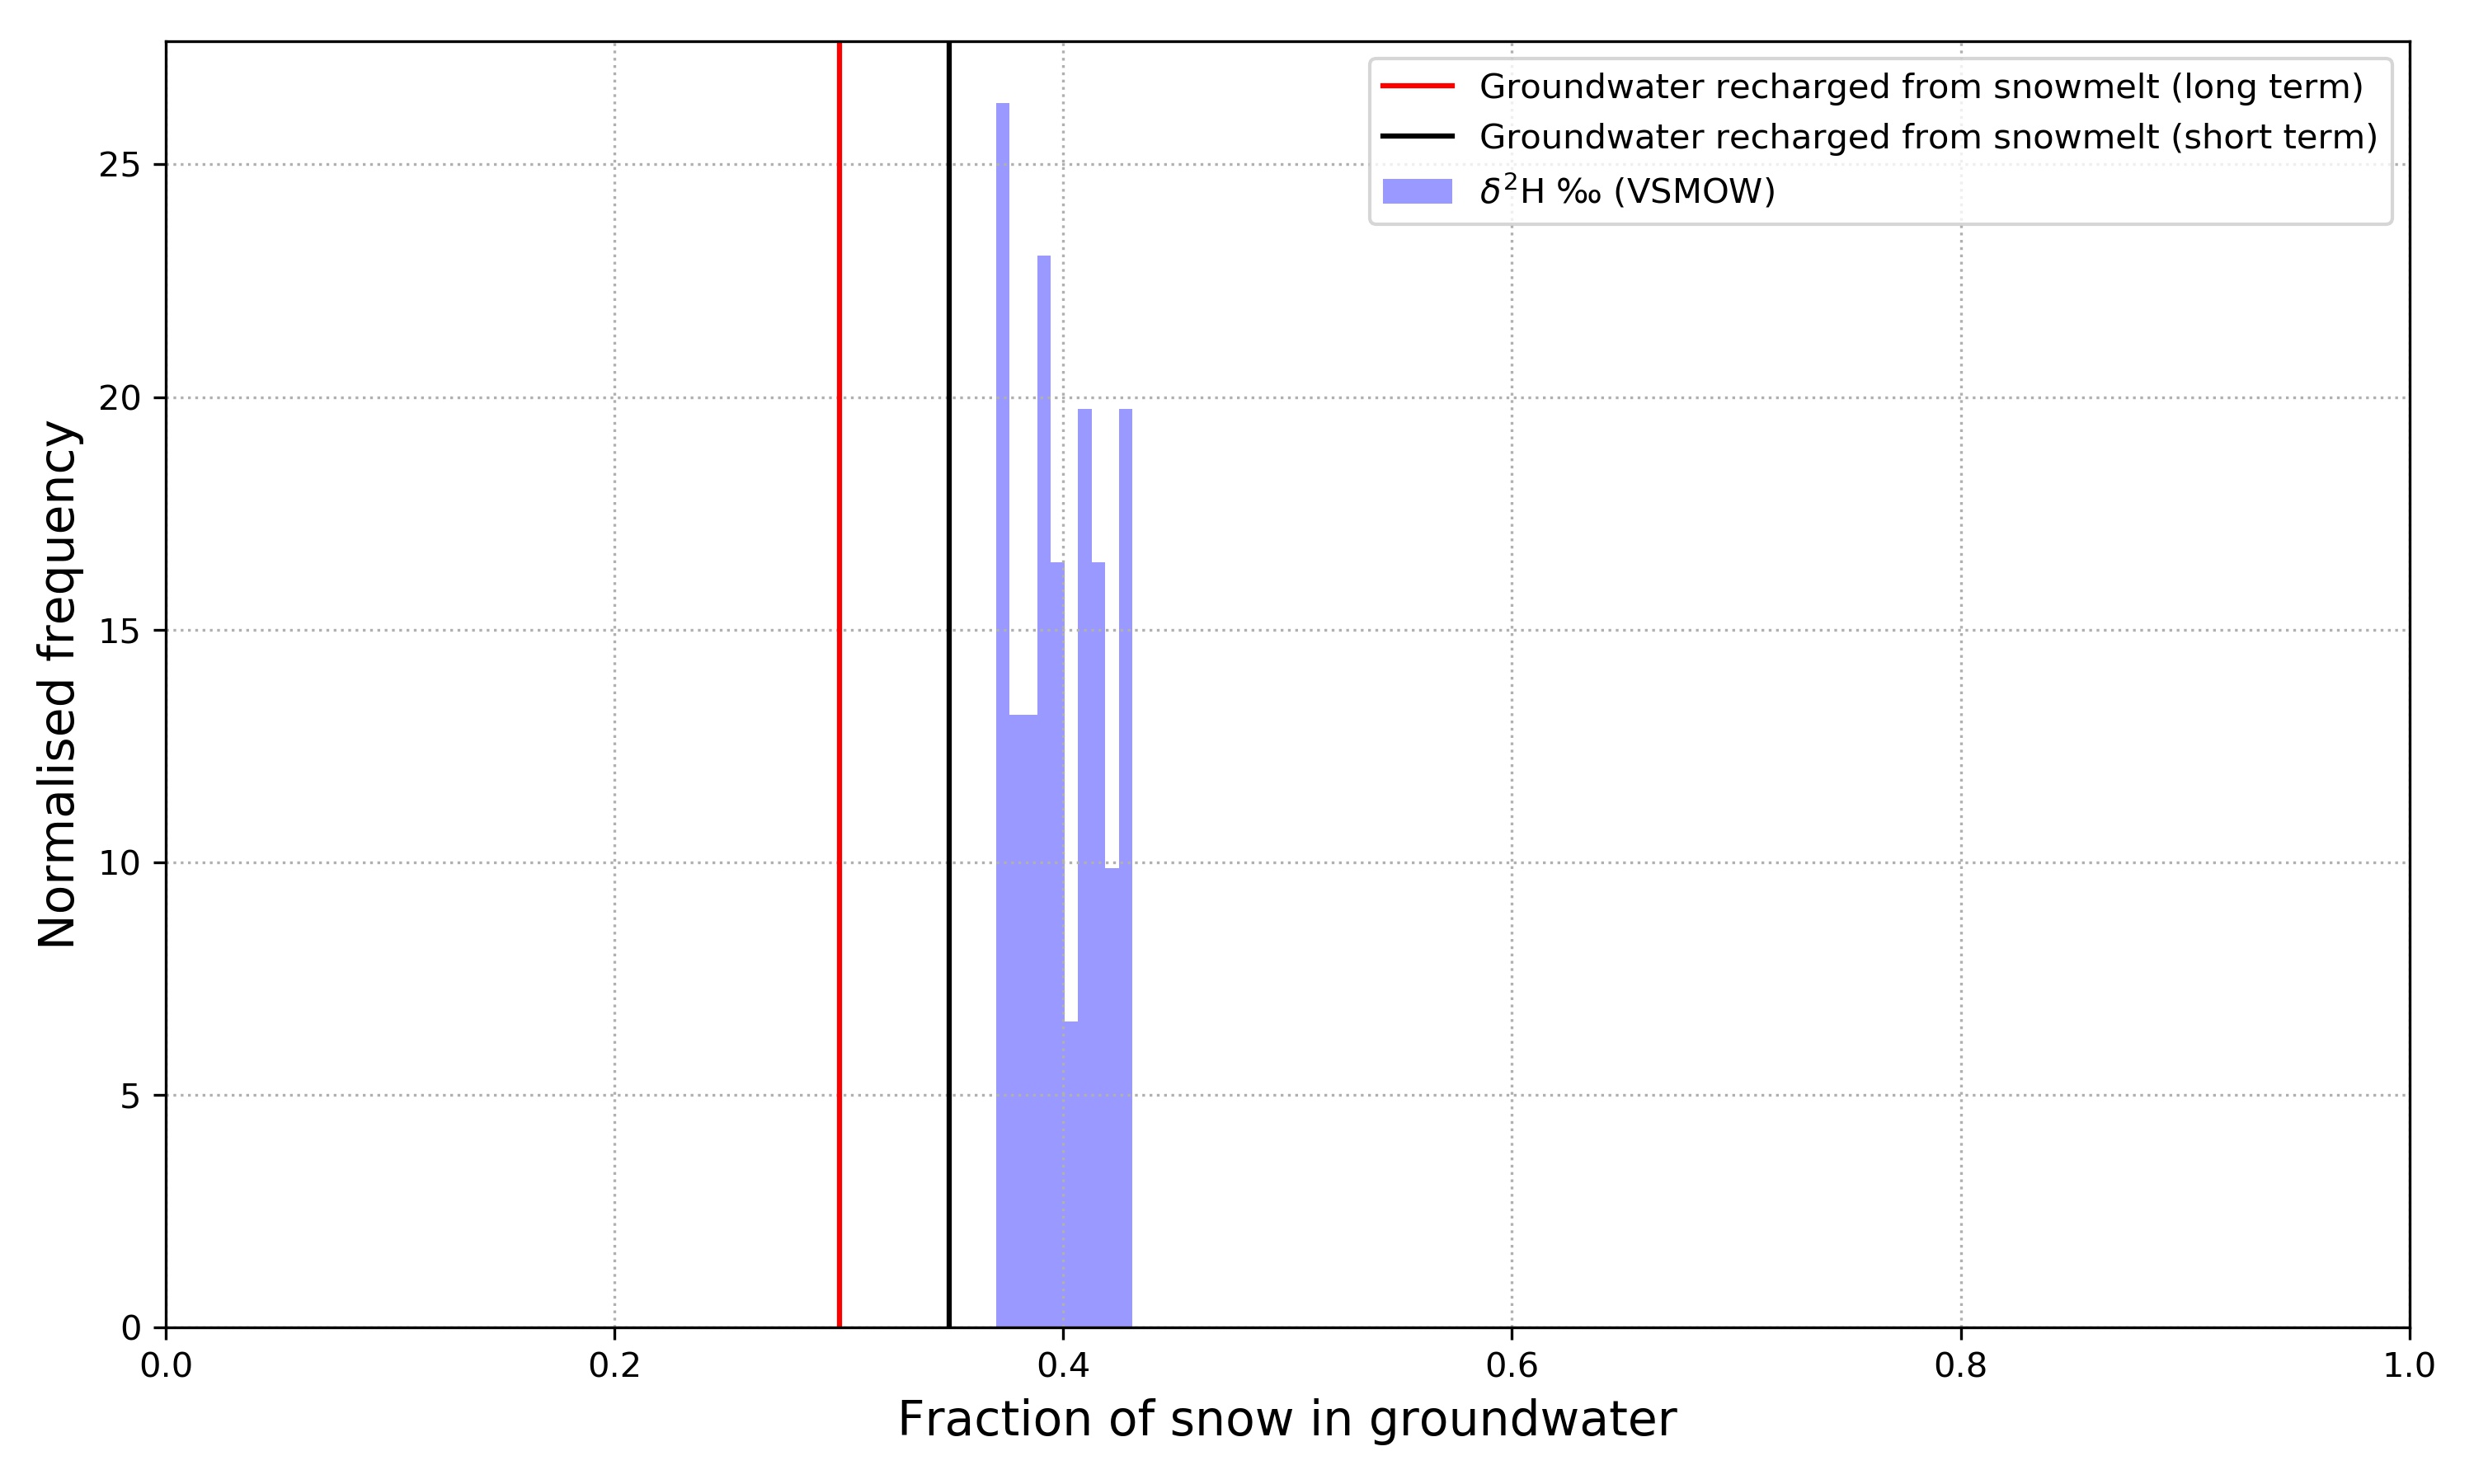 Groundwater recharged from snowmelt (long term)
Groundwater recharged from snowmelt (short term)
δ²H ‰ (VSMOW)
Normalised frequency
25
20
15
10
5
0
0.0 0.2 0.4 0.6 0.8 1.0
Fraction of snow in groundwater